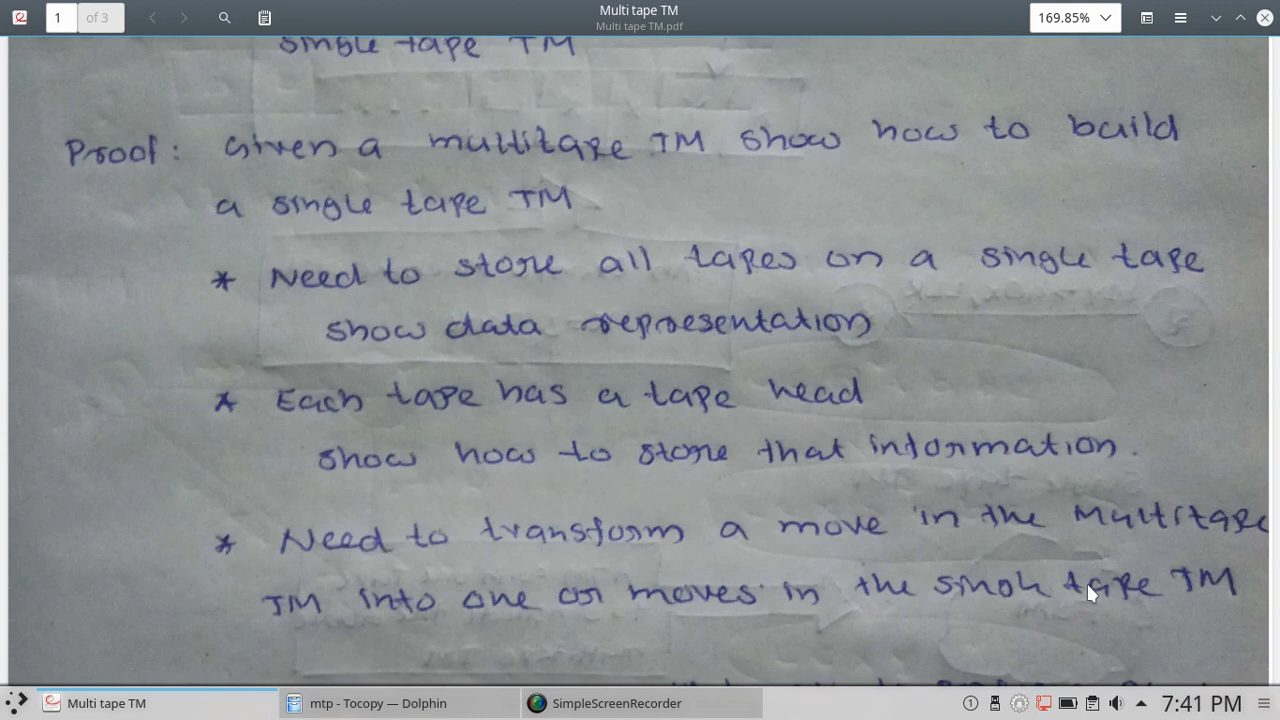 1 of 3
Multi tape TM
Multi tape TM.pdf
169.85%
single tape TM
Proof: Given a multitape TM show how to build
a single tape TM
* Need to store all tapes on a single tape
show data representation
* Each tape has a tape head
show how to store that information.
* Need to transform a move in the Multitape
TM into one or moves in the single tape TM
Multi tape TM
mtp - Tocopy — Dolphin
SimpleScreenRecorder
7:41 PM